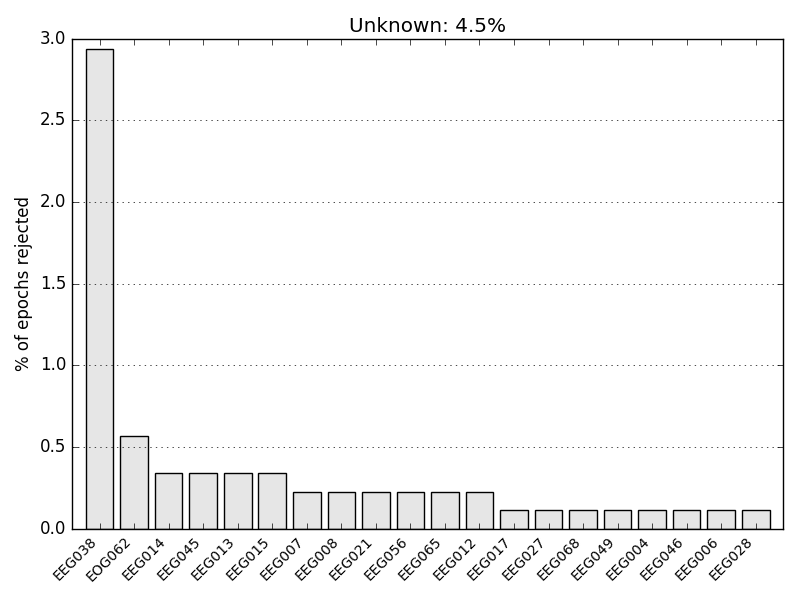 Unknown: 4.5%
% of epochs rejected
3.0
2.5
2.0
1.5
1.0
0.5
0.0
EEG038
EOG062
EEG014
EEG045
EEG013
EEG015
EEG007
EEG008
EEG021
EEG056
EEG065
EEG012
EEG017
EEG027
EEG068
EEG049
EEG004
EEG046
EEG006
EEG028